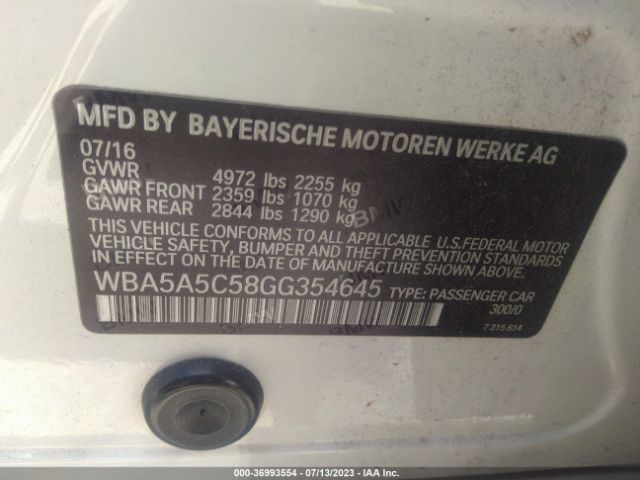 MFD BY BAYERISCHE MOTOREN WERKE AG
07/16
GVWR 4972 lbs 2255 kg
GAWR FRONT 2359 lbs 1070 kg
GAWR REAR 2844 lbs 1290 kg
THIS VEHICLE CONFORMS TO ALL APPLICABLE U.S.FEDERAL MOTOR
VEHICLE SAFETY, BUMPER AND THEFT PREVENTION STANDARDS
IN EFFECT ON THE DATE OF MANUFACTURE SHOWN ABOVE.
WBA5A5C58GG354645 TYPE: PASSENGER CAR
300/0
7 315 814
000-36993554 - 07/13/2023 - IAA Inc.